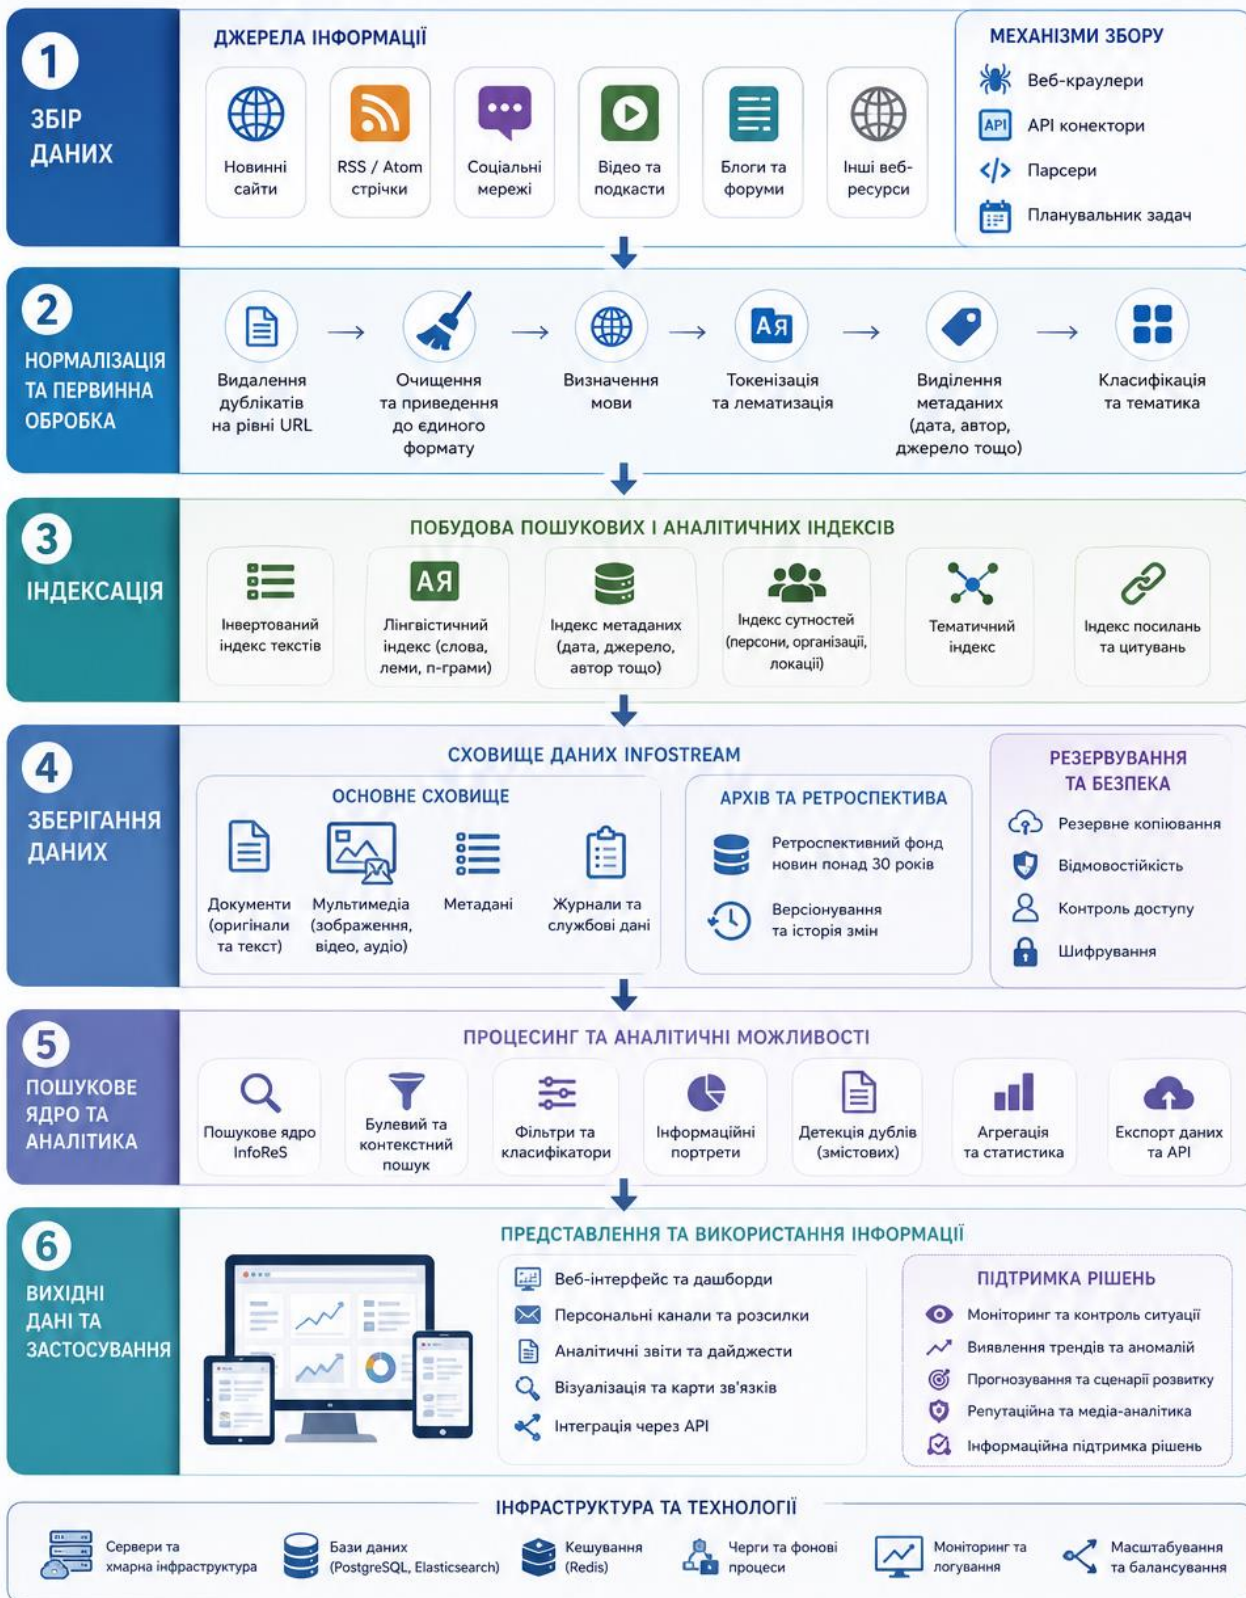 1
ЗБІР
ДАНИХ
ДЖЕРЕЛА ІНФОРМАЦІЇ
Новинні
сайти
RSS / Atom
стрічки
Соціальні
мережі
Відео та
подкасти
Блоги та
форуми
Інші веб-
ресурси
МЕХАНІЗМИ ЗБОРУ
Веб-краулери
API
API конектори
</>
Парсери
Планувальник задач
2
НОРМАЛІЗАЦІЯ
ТА ПЕРВИННА
ОБРОБКА
Видалення
дублікатів
на рівні URL
Очищення
та приведення
до єдиного
формату
Визначення
мови
АЯ
Токенізація
та лематизація
Виділення
метаданих
(дата, автор,
джерело тощо)
Класифікація
та тематика
3
ІНДЕКСАЦІЯ
ПОБУДОВА ПОШУКОВИХ І АНАЛІТИЧНИХ ІНДЕКСІВ
Інвертований
індекс текстів
АЯ
Лінгвістичний
індекс (слова,
леми, п-грами)
Індекс метаданих
(дата, джерело,
автор тощо)
Індекс сутностей
(персони, організації,
локації)
Тематичний
індекс
Індекс посилань
та цитувань
4
ЗБЕРІГАННЯ
ДАНИХ
СХОВИЩЕ ДАНИХ INFOSTREAM
ОСНОВНЕ СХОВИЩЕ
Документи
(оригінали
та текст)
Мультимедіа
(зображення,
відео, аудіо)
Метадані
Журнали та
службові дані
АРХІВ ТА РЕТРОСПЕКТИВА
Ретроспективний фонд
новин понад 30 років
Версіонування
та історія змін
РЕЗЕРВУВАННЯ
ТА БЕЗПЕКА
Резервне копіювання
Відмовостійкість
Контроль доступу
Шифрування
5
ПОШУКОВЕ
ЯДРО ТА
АНАЛІТИКА
ПРОЦЕСИНГ ТА АНАЛІТИЧНІ МОЖЛИВОСТІ
Пошукове ядро
InfoReS
Булевий та
контекстний
пошук
Фільтри та
класифікатори
Інформаційні
портрети
Детекція дублів
(змістових)
Агрегація
та статистика
Експорт даних
та API
6
ВИХІДНІ
ДАНІ ТА
ЗАСТОСУВАННЯ
ПРЕДСТАВЛЕННЯ ТА ВИКОРИСТАННЯ ІНФОРМАЦІЇ
Веб-інтерфейс та дашборди
Персональні канали та розсилки
Аналітичні звіти та дайджести
Візуалізація та карти зв'язків
Інтеграція через API
ПІДТРИМКА РІШЕНЬ
Моніторинг та контроль ситуації
Виявлення трендів та аномалій
Прогнозування та сценарії розвитку
Репутаційна та медіа-аналітика
Інформаційна підтримка рішень
ІНФРАСТРУКТУРА ТА ТЕХНОЛОГІЇ
Сервери та
хмарна інфраструктура
Бази даних
(PostgreSQL, Elasticsearch)
Кешування
(Redis)
Черги та фонові
процеси
Моніторинг та
логування
Масштабування
та балансування